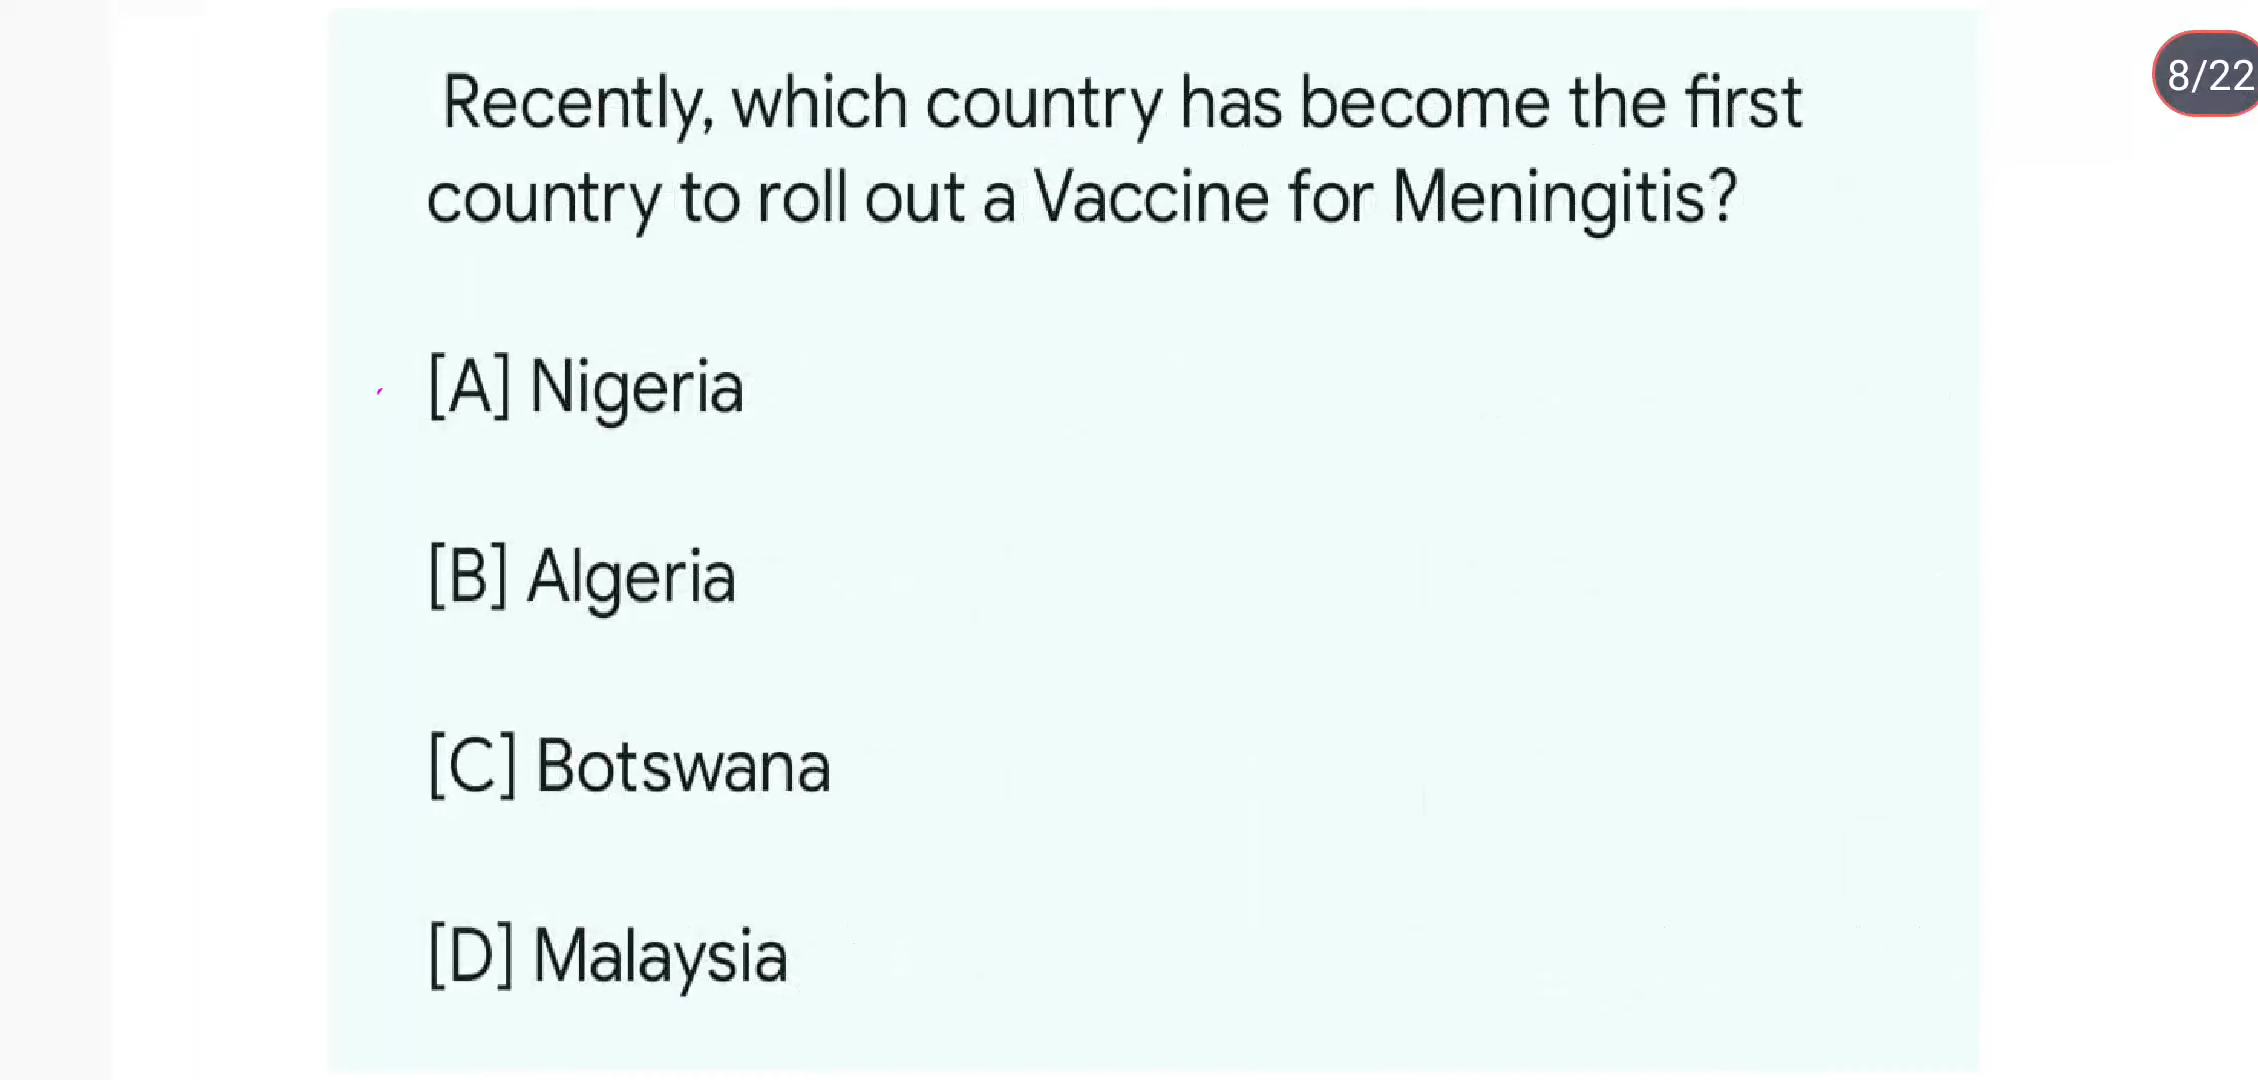 Recently, which country has become the first
8/22
country to roll out a Vaccine for Meningitis?
[A] Nigeria
[B] Algeria
[C] Botswana
[D] Malaysia